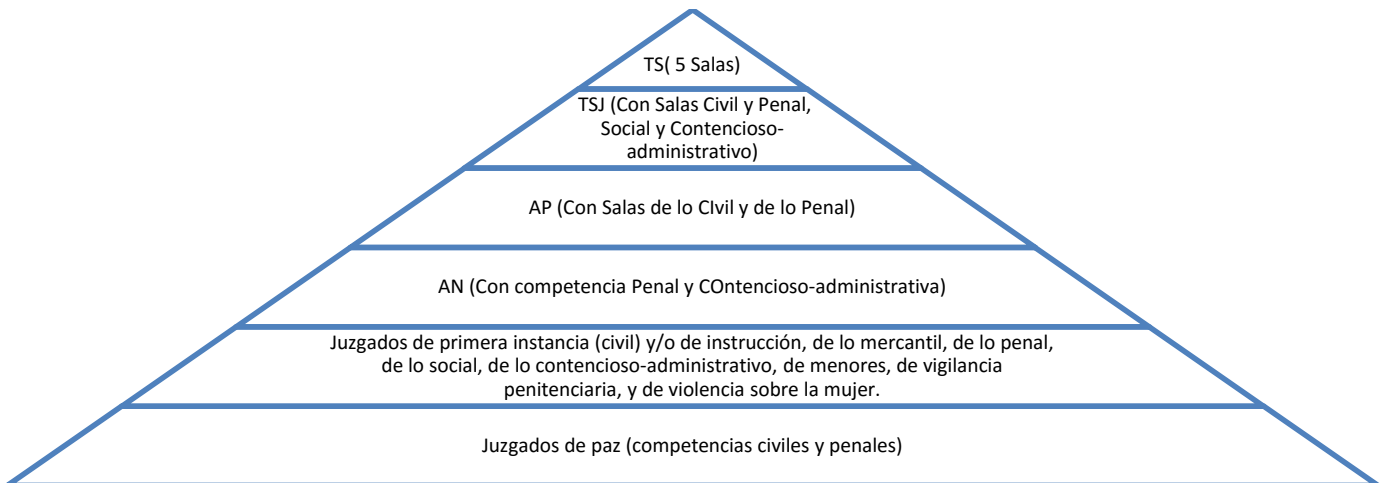 TS( 5 Salas)
TSJ (Con Salas Civil y Penal,
Social y Contencioso-
administrativo)
AP (Con Salas de lo CIvil y de lo Penal)
AN (Con competencia Penal y COntencioso-administrativa)
Juzgados de primera instancia (civil) y/o de instrucción, de lo mercantil, de lo penal,
de lo social, de lo contencioso-administrativo, de menores, de vigilancia
penitenciaria, y de violencia sobre la mujer.
Juzgados de paz (competencias civiles y penales)